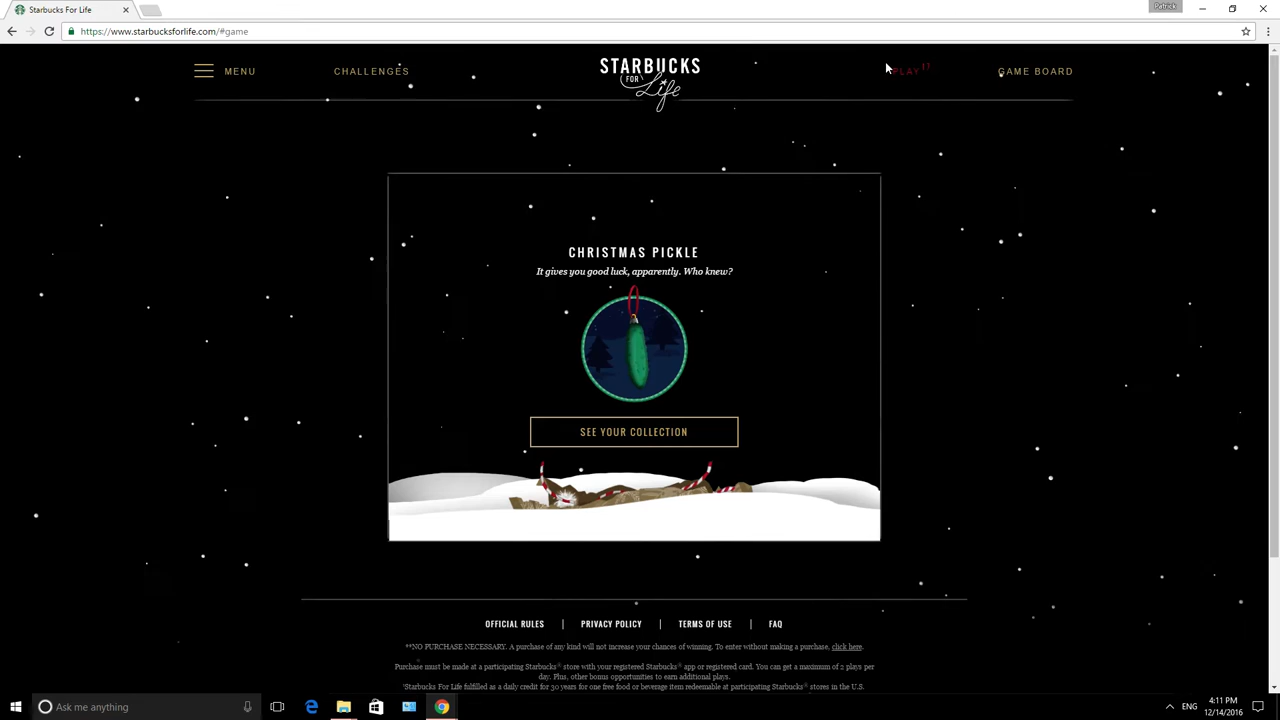 Starbucks For Life
Patrick
https://www.starbucksforlife.com/#game
MENU
CHALLENGES
STARBUCKS
FOR Life
PLAY
GAME BOARD
CHRISTMAS PICKLE
It gives you good luck, apparently. Who knew?
SEE YOUR COLLECTION
OFFICIAL RULES | PRIVACY POLICY | TERMS OF USE | FAQ
**NO PURCHASE NECESSARY. A purchase of any kind will not increase your chances of winning. To enter without making a purchase, click here.
Purchase must be made at a participating Starbucks® store with your registered Starbucks® app or registered card. You can get a maximum of 2 plays per
day. Plus, other bonus opportunities to earn additional plays.
Starbucks For Life fulfilled as a daily credit for 30 years for one free food or beverage item redeemable at participating Starbucks® stores in the U.S.
Ask me anything
ENG
4:11 PM
12/14/2016